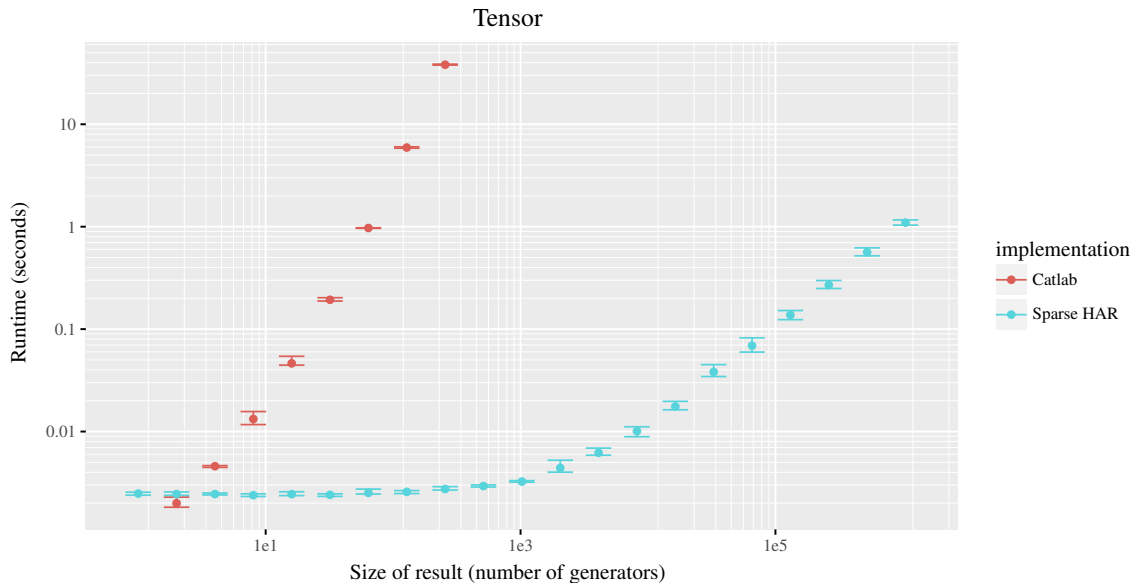 Tensor
10
1
0.1
0.01
Runtime (seconds)
1e1
1e3
1e5
Size of result (number of generators)
implementation
Catlab
Sparse HAR